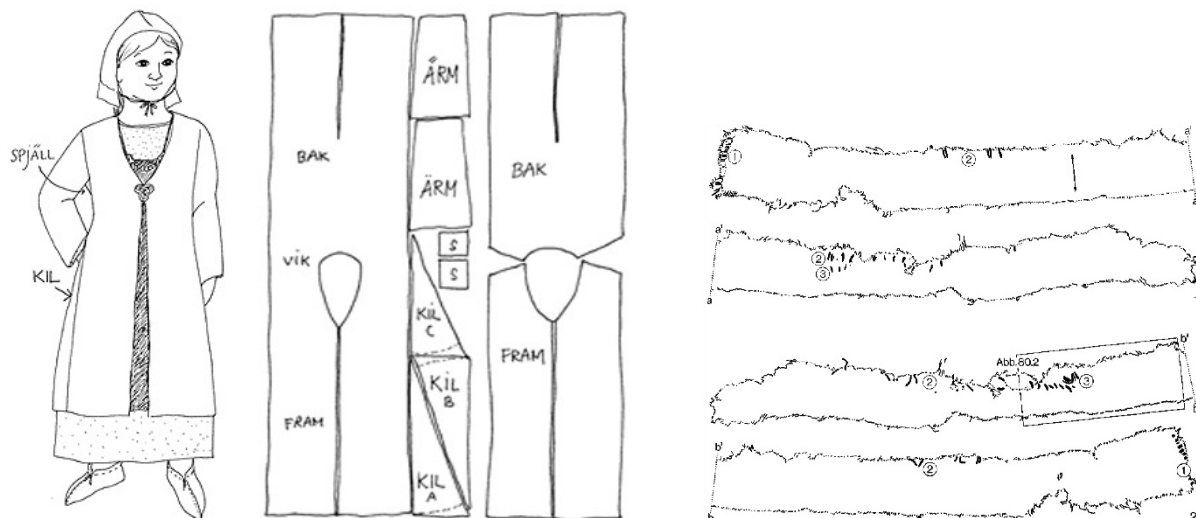 SPJÄLL
KIL
BAK
VIK
FRAM
ÄRM
ÄRM
S
S
KIL
C
KIL
B
KIL
A
BAK
FRAM
①
②
a'
②
③
a
Abb.80.2
b'
②
③
b'
②
①